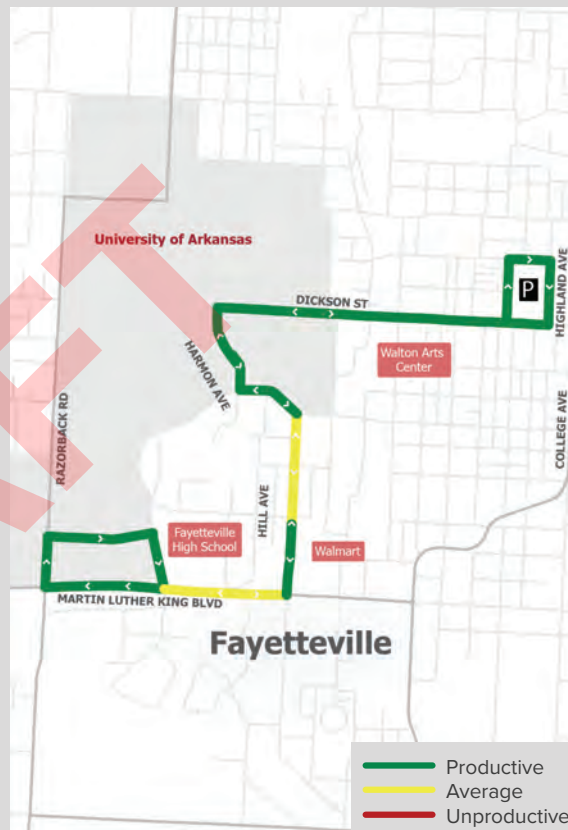 University of Arkansas
DICKSON ST
HIGHLAND AVE
P
Walton Arts
Center
HARMON AVE
RAZORBACK RD
COLLEGE AVE
HILL AVE
Fayetteville
High School
Walmart
MARTIN LUTHER KING BLVD
Fayetteville
Productive
Average
Unproductive